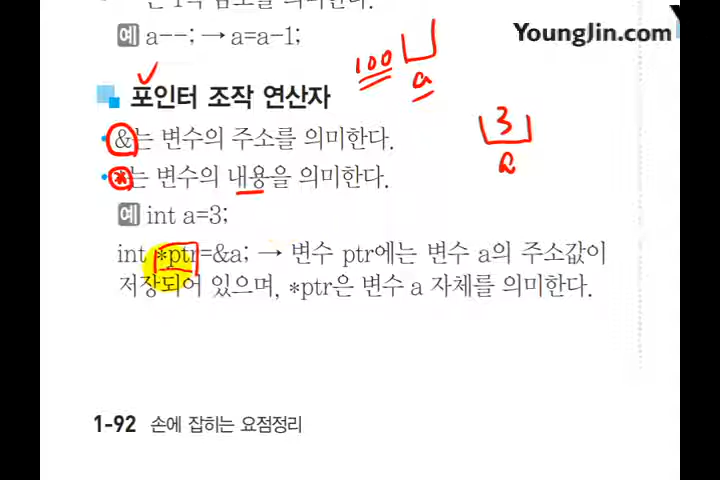 YoungJin.com
예 a--; → a=a-1;
100
a
포인터 조작 연산자
• &는 변수의 주소를 의미한다.
3
a
• *는 변수의 내용을 의미한다.
예 int a=3;
int *ptr=&a; → 변수 ptr에는 변수 a의 주소값이
저장되어 있으며, *ptr은 변수 a 자체를 의미한다.
1-92 손에 잡히는 요점정리